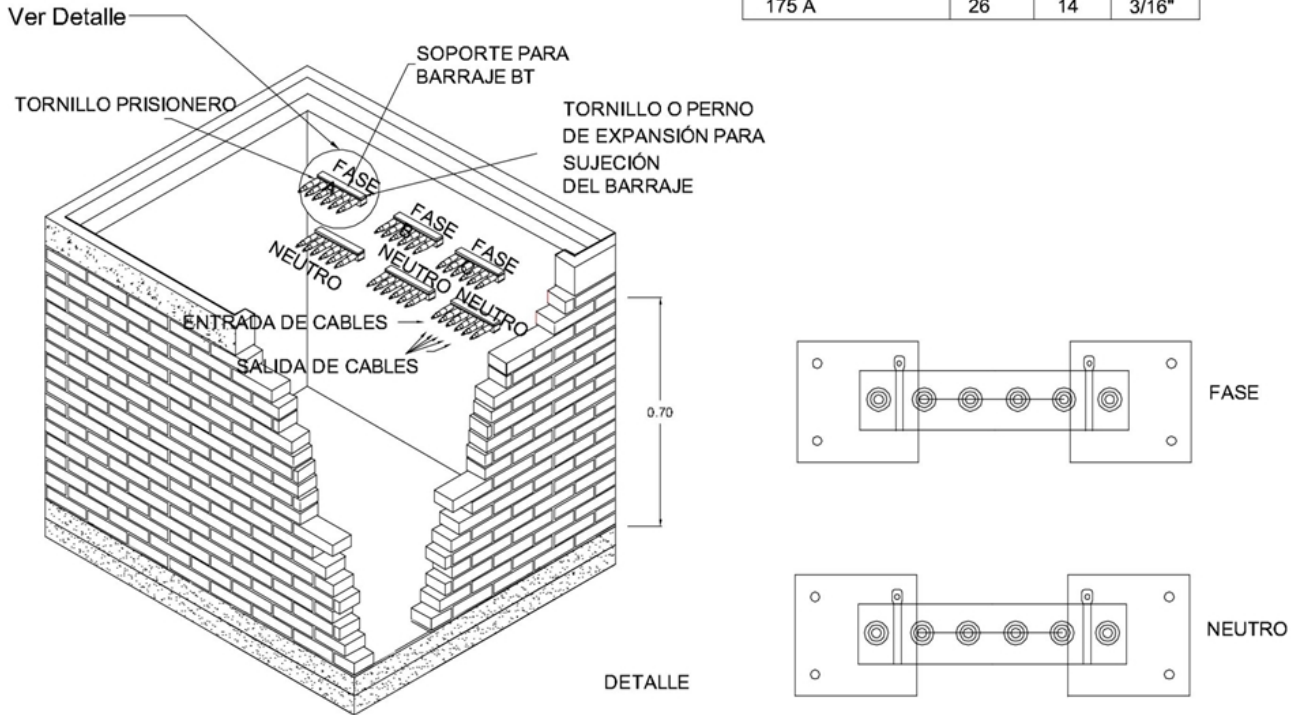 Ver Detalle
175 A 26 14 3/16"
SOPORTE PARA
BARRAJE BT
TORNILLO PRISIONERO
TORNILLO O PERNO
DE EXPANSIÓN PARA
SUJECIÓN
DEL BARRAJE
FASE
A
FASE
B
FASE
C
NEUTRO
NEUTRO
NEUTRO
ENTRADA DE CABLES
SALIDA DE CABLES
0.70
FASE
NEUTRO
DETALLE